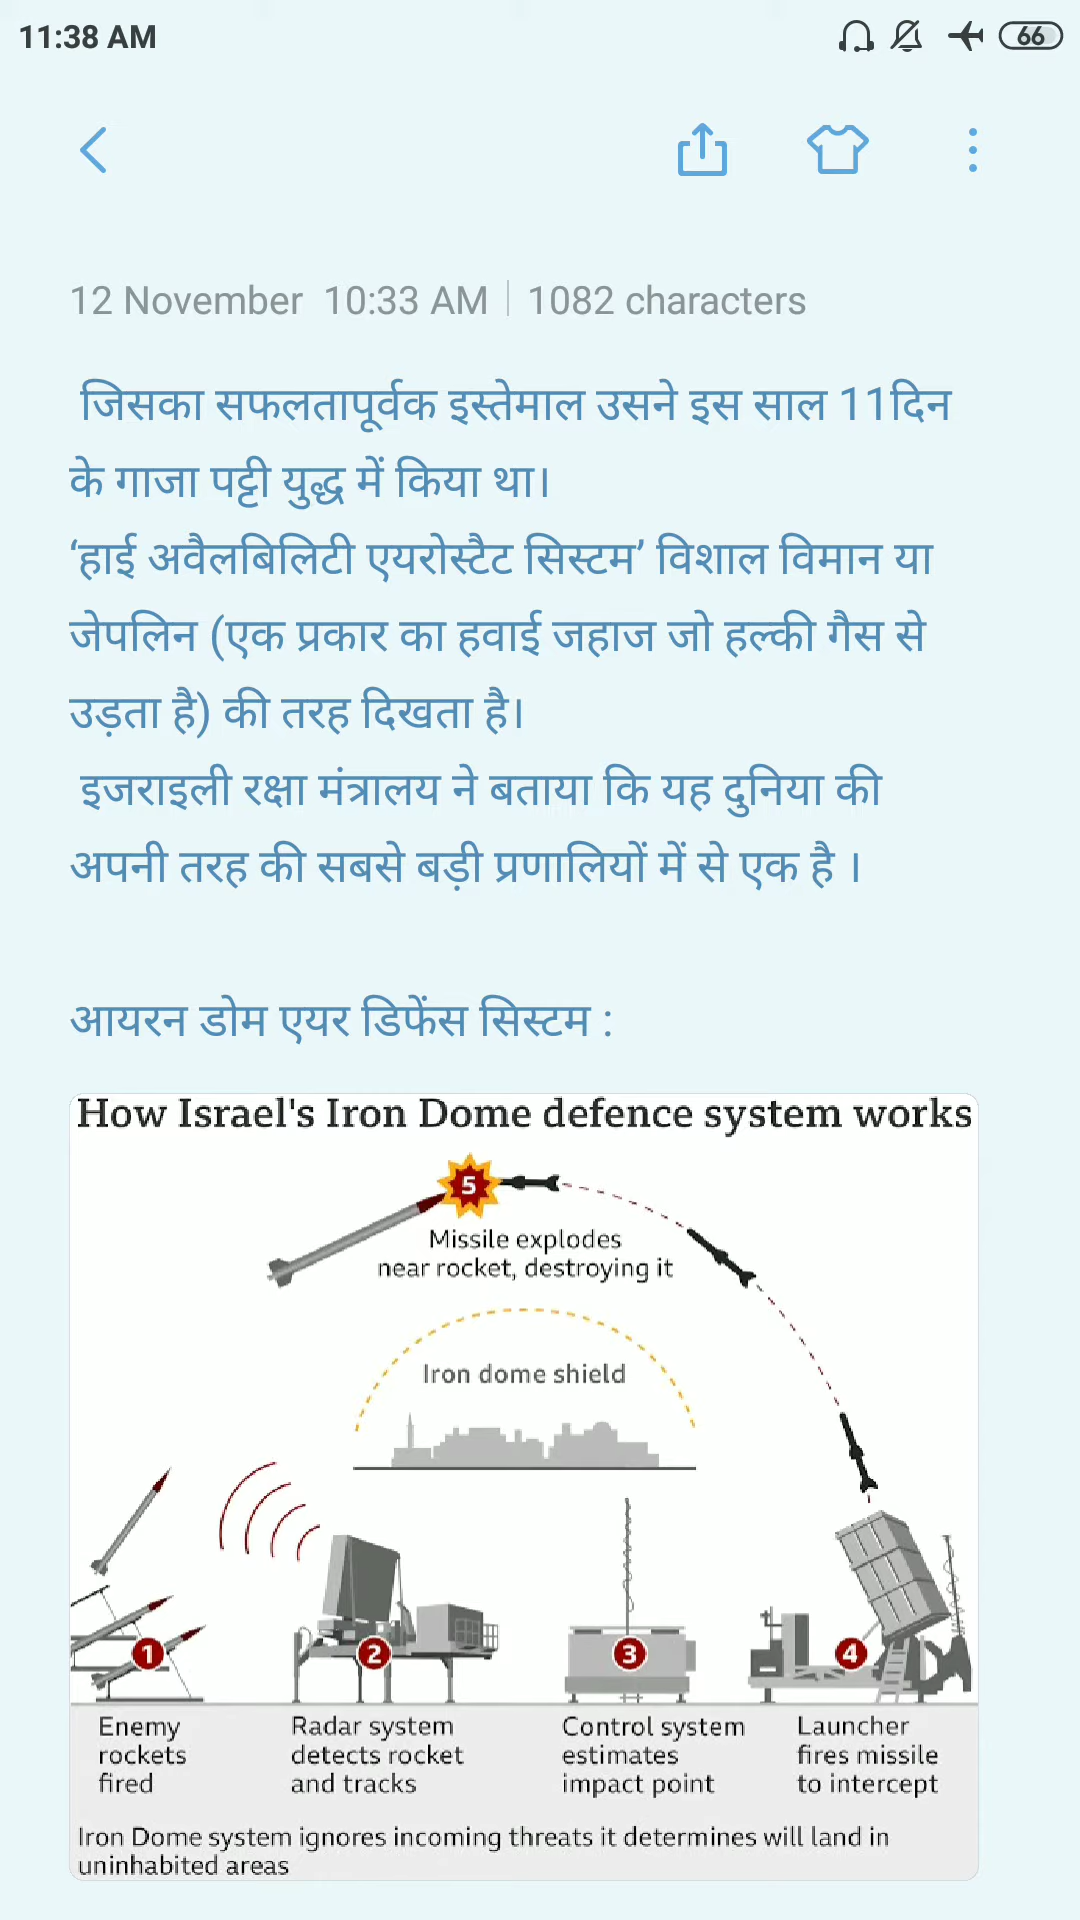 11:38 AM
66
12 November 10:33 AM | 1082 characters
जिसका सफलतापूर्वक इस्तेमाल उसने इस साल 11दिन
के गाजा पट्टी युद्ध में किया था।
‘हाई अवैलबिलिटी एयरोस्टैट सिस्टम’ विशाल विमान या
जेपलिन (एक प्रकार का हवाई जहाज जो हल्की गैस से
उड़ता है) की तरह दिखता है।
इजराइली रक्षा मंत्रालय ने बताया कि यह दुनिया की
अपनी तरह की सबसे बड़ी प्रणालियों में से एक है ।
आयरन डोम एयर डिफेंस सिस्टम :
How Israel's Iron Dome defence system works
5
Missile explodes
near rocket, destroying it
Iron dome shield
1
2
3
4
Enemy
rockets
fired
Radar system
detects rocket
and tracks
Control system
estimates
impact point
Launcher
fires missile
to intercept
Iron Dome system ignores incoming threats it determines will land in
uninhabited areas